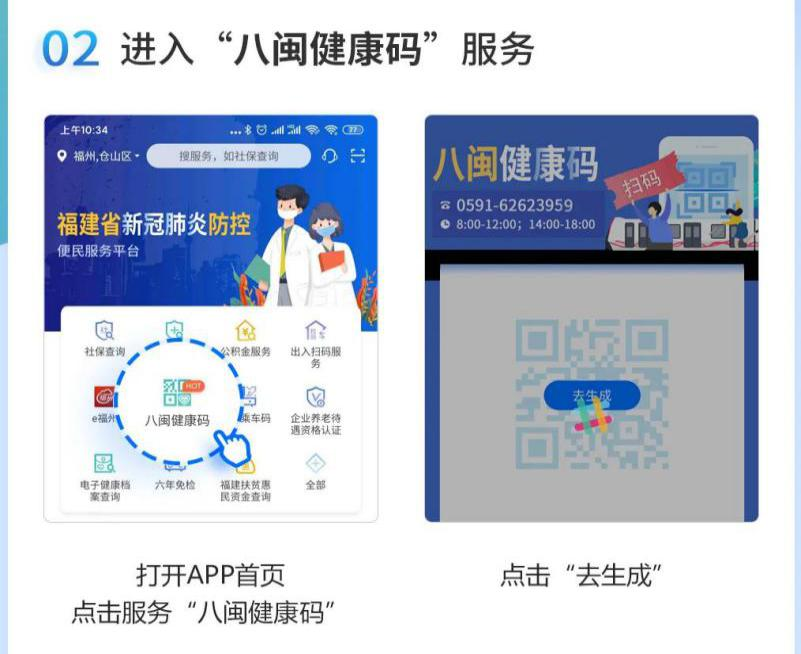 02 进入“八闽健康码”服务
上午10:34
77
福州,仓山区
搜服务，如社保查询
福建省新冠肺炎防控
便民服务平台
社保查询
公积金服务
出入扫码服
务
HOT
e福州
八闽健康码
乘车码
企业养老待
遇资格认证
电子健康档
案查询
六年免检
福建扶贫惠
民资金查询
全部
打开APP首页
点击服务“八闽健康码”
八闽健康码
扫码
0591-62623959
8:00-12:00；14:00-18:00
去生成
点击“去生成”